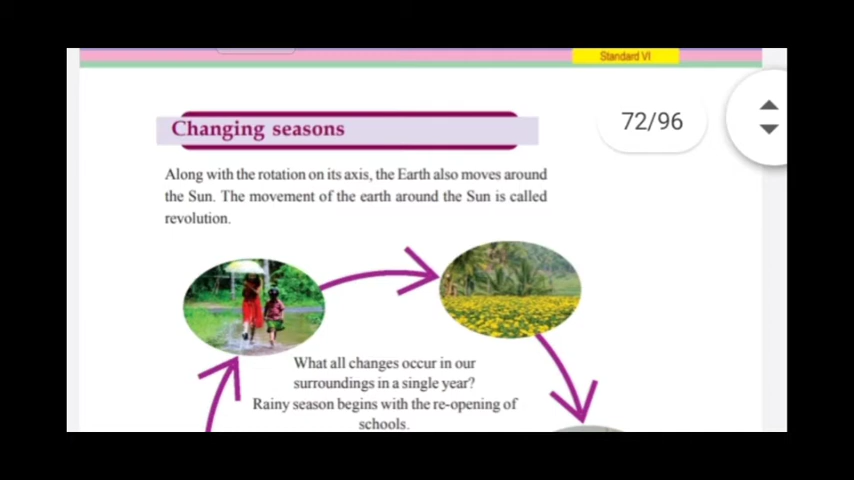 Standard VI
Changing seasons
72/96
Along with the rotation on its axis, the Earth also moves around
the Sun. The movement of the earth around the Sun is called
revolution.
What all changes occur in our
surroundings in a single year?
Rainy season begins with the re-opening of
schools.